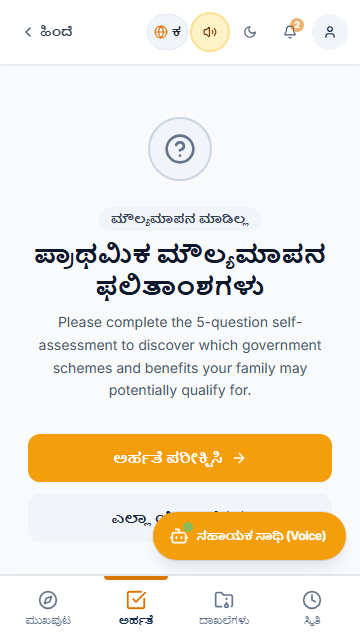 ಹಿಂದೆ
ಕ
2
ಮೌಲ್ಯಮಾಪನ ಮಾಡಿಲ್ಲ
ಪ್ರಾಥಮಿಕ ಮೌಲ್ಯಮಾಪನ
ಫಲಿತಾಂಶಗಳು
Please complete the 5-question self-
assessment to discover which government
schemes and benefits your family may
potentially qualify for.
ಅರ್ಹತೆ ಪರೀಕ್ಷಿಸಿ
ಎಲ್ಲಾ
ಸಹಾಯಕ ಸಾಥಿ (Voice)
ಮುಖಪುಟ
ಅರ್ಹತೆ
ದಾಖಲೆಗಳು
ಸ್ಥಿತಿ